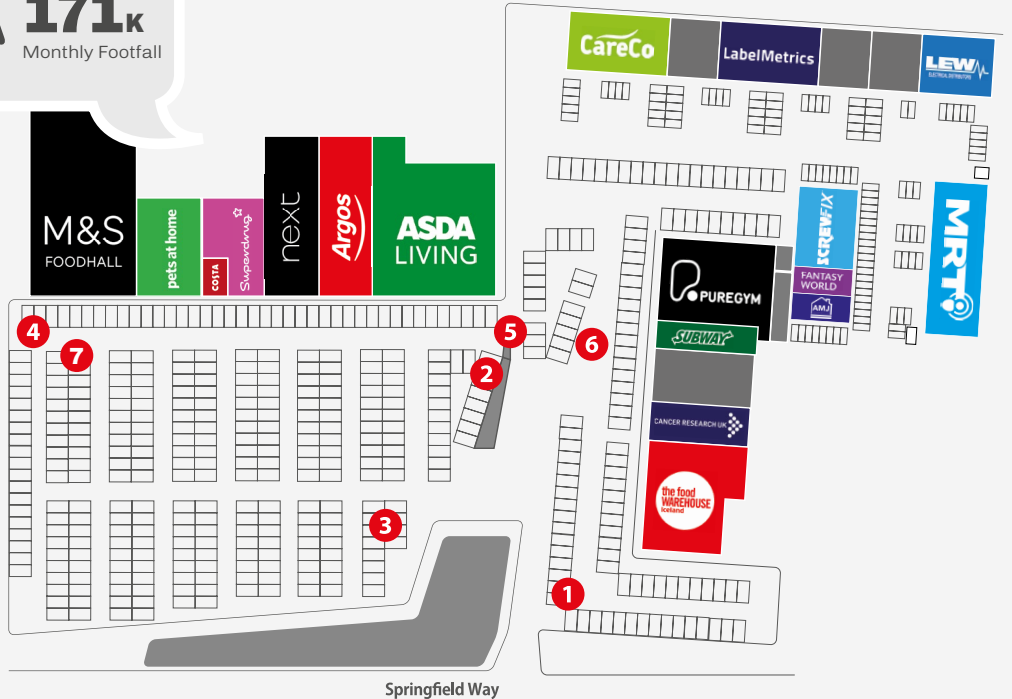 171K
Monthly Footfall
CareCo
LabelMetrics
LEW
ELECTRICAL DISTRIBUTORS
M&S
FOODHALL
pets at home
COSTA
Superdrug
next
Argos
ASDA
LIVING
SCREWFIX
FANTASY
WORLD
AMJ
MRT
PUREGYM
SUBWAY
CANCER RESEARCH UK
the food
WAREHOUSE
Iceland
4
7
5
2
6
3
1
Springfield Way